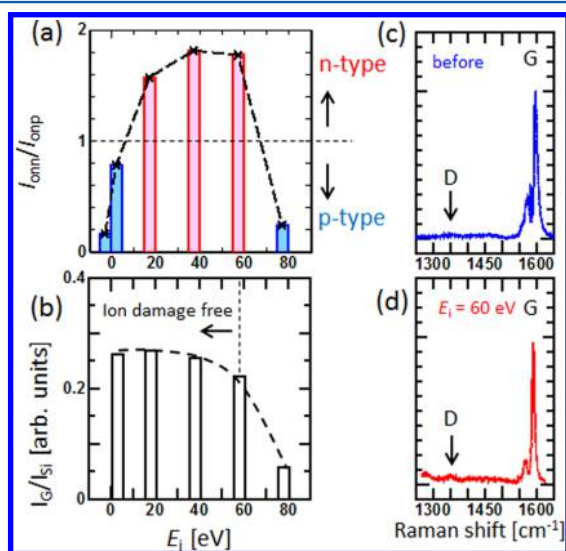 (a)
2
1
0
I_onn/I_onp
n-type
p-type
0 20 40 60 80
(b)
0.4
0.2
0
I_G/I_Si [arb. units]
Ion damage free
0 20 40 60 80
E_i [eV]
(c)
before
G
D
1300 1450 1600
(d)
E_i = 60 eV
G
D
1300 1450 1600
Raman shift [cm⁻¹]